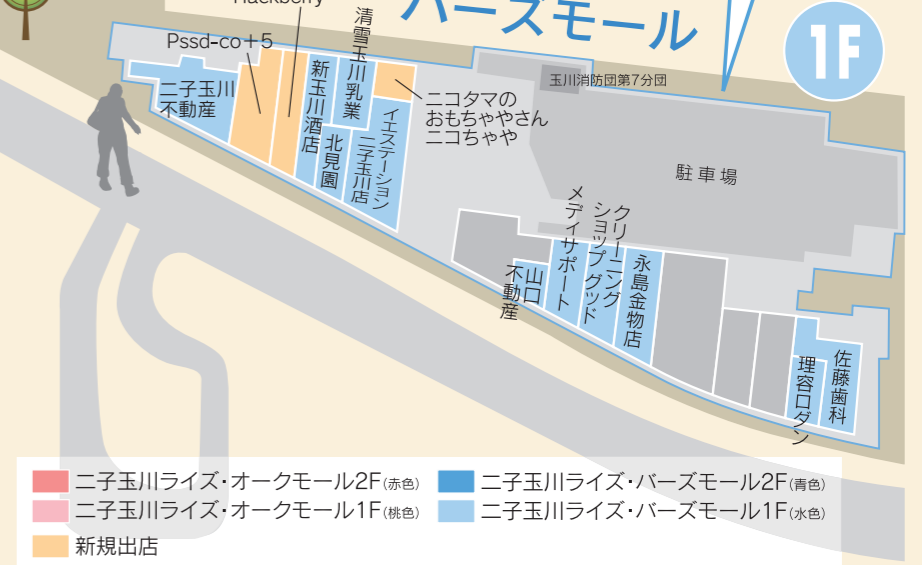 Hackberry
バーズモール
1F
Pssd-co+5
清雪玉川乳業
玉川消防団第7分団
二子玉川
不動産
新玉川酒店
北見園
イエステーション
二子玉川店
ニコタマの
おもちゃやさん
ニコちゃや
駐車場
山口
不動産
メディサポート
クリーニング
ショップ グッド
永島金物店
理容ロダン
佐藤歯科
二子玉川ライズ・オークモール2F(赤色)
二子玉川ライズ・バーズモール2F(青色)
二子玉川ライズ・オークモール1F(桃色)
二子玉川ライズ・バーズモール1F(水色)
新規出店